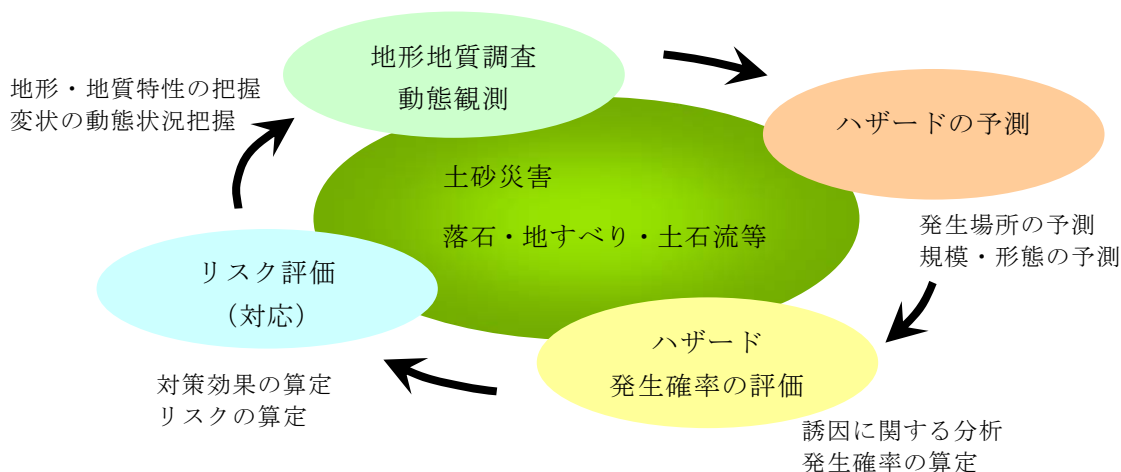 地形地質調査
動態観測
地形・地質特性の把握
変状の動態状況把握
ハザードの予測
土砂災害
落石・地すべり・土石流等
発生場所の予測
規模・形態の予測
リスク評価
（対応）
ハザード
発生確率の評価
対策効果の算定
リスクの算定
誘因に関する分析
発生確率の算定